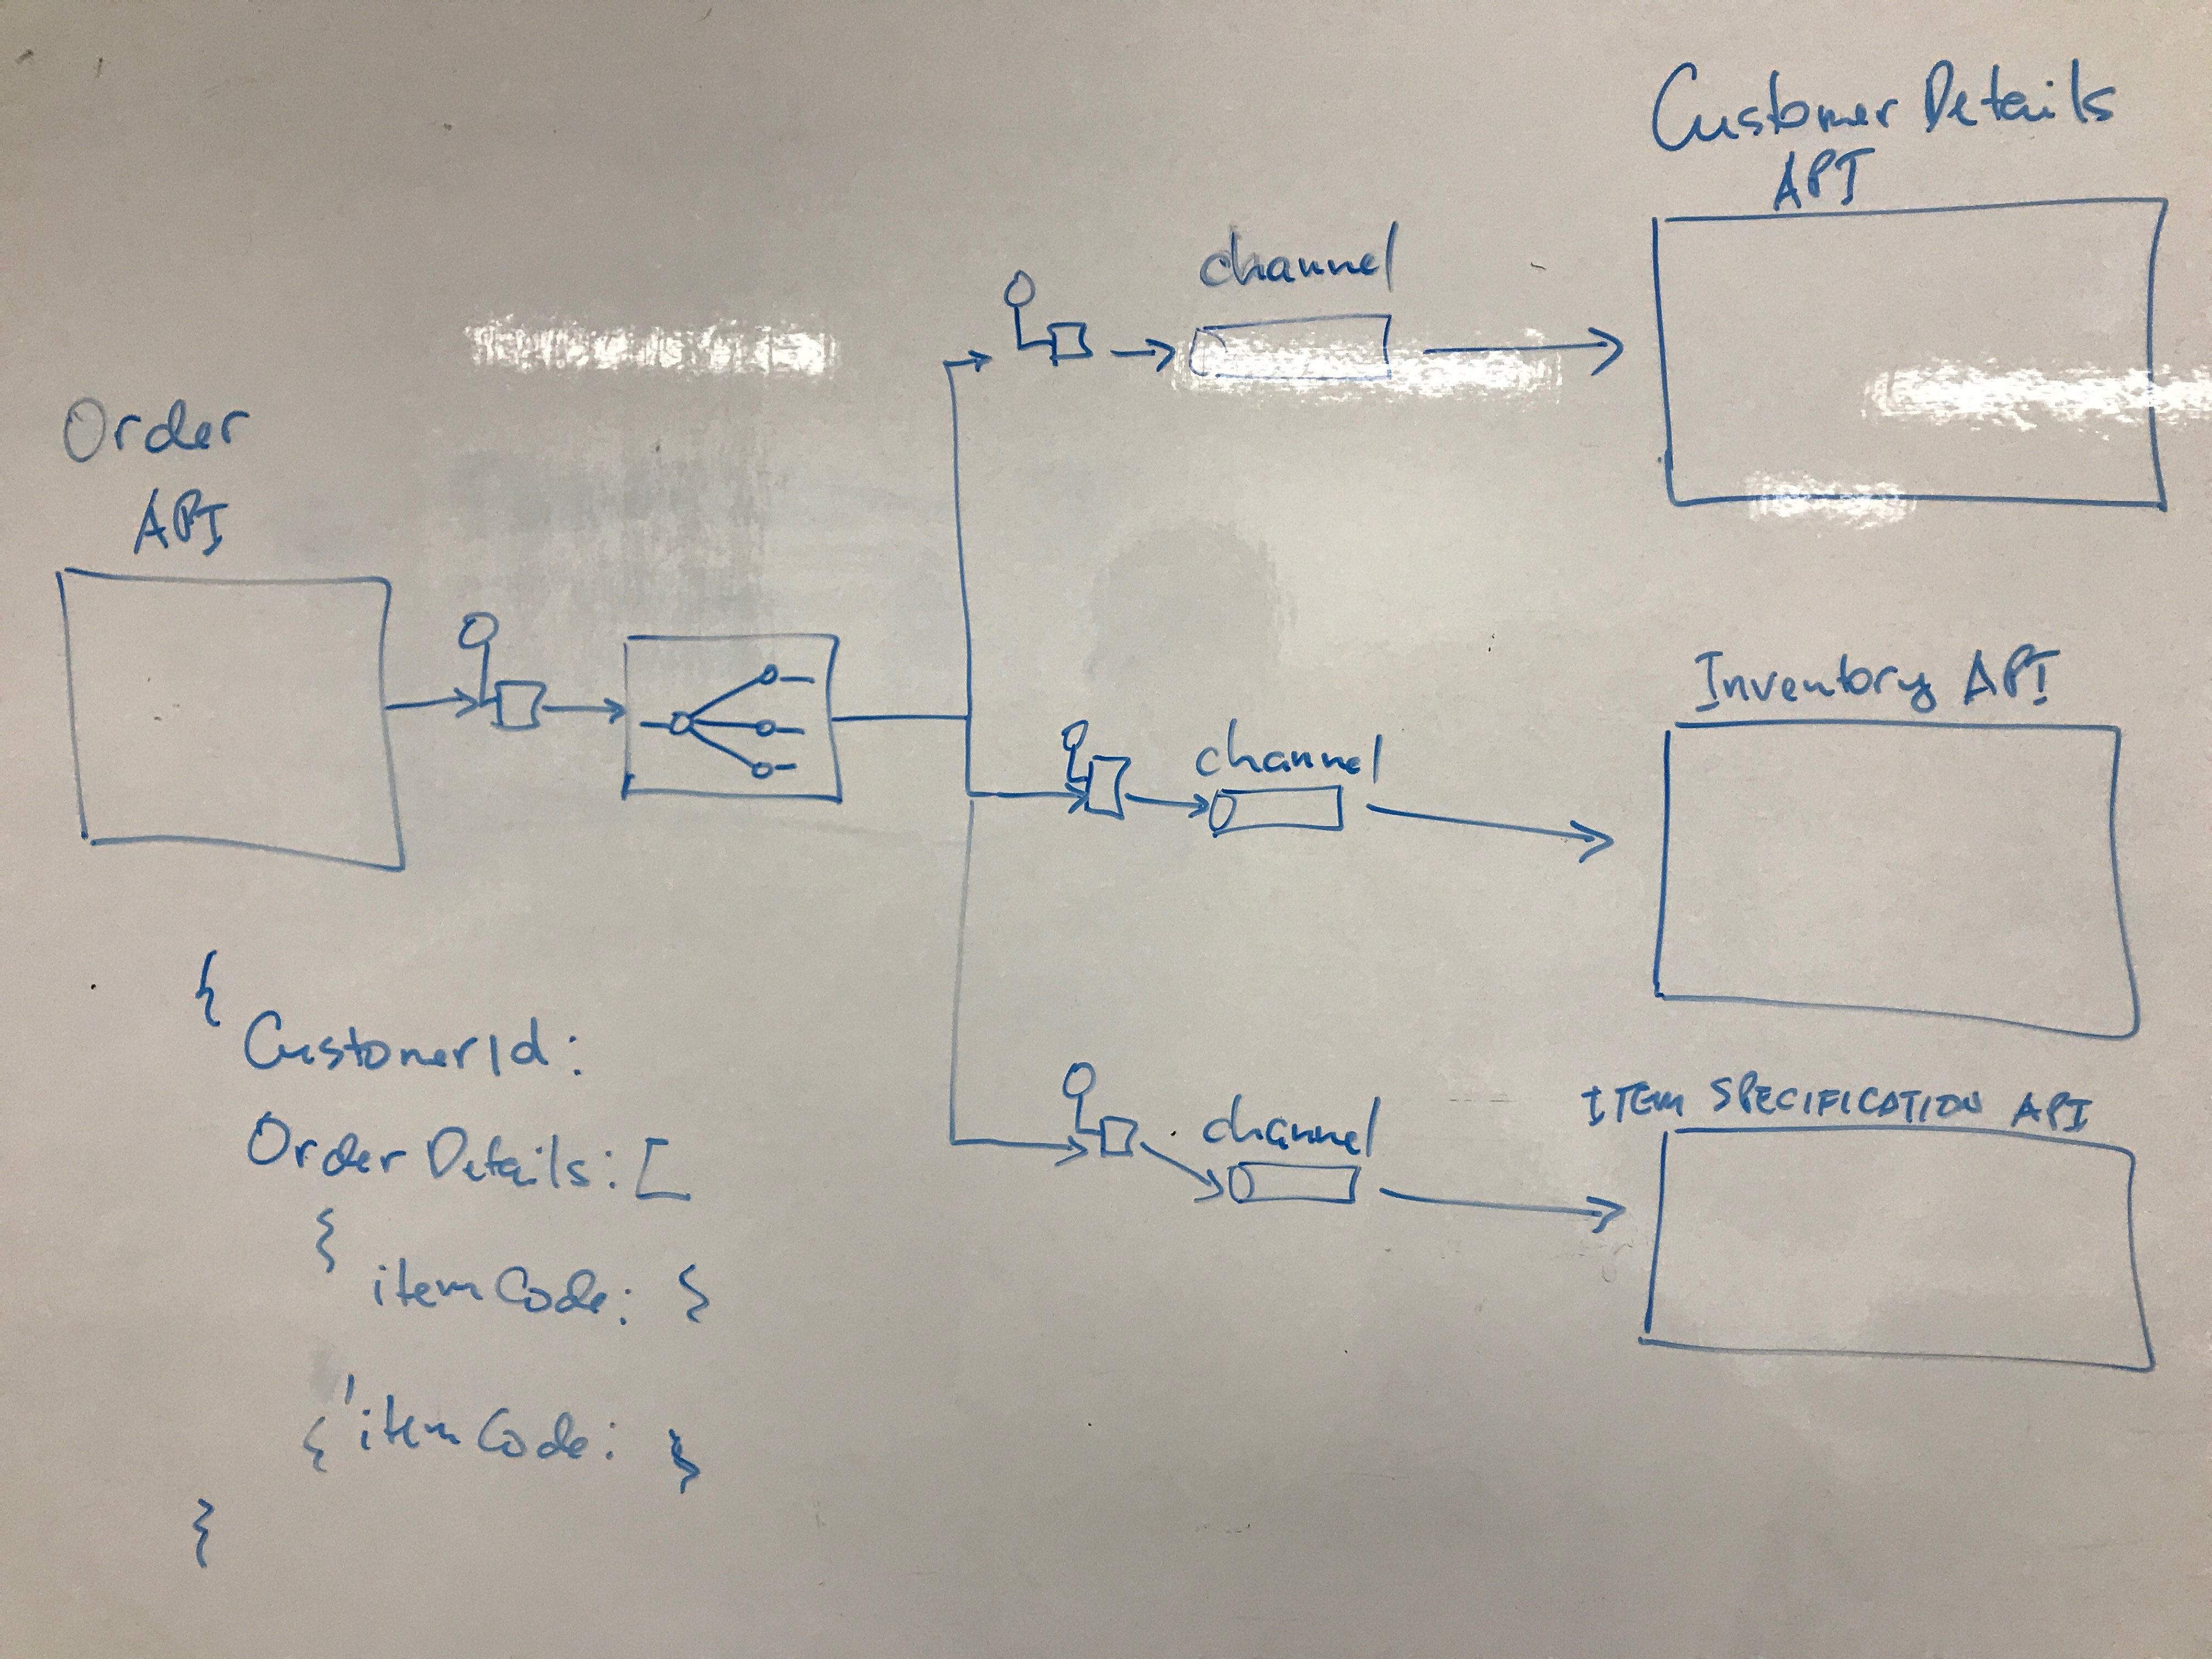 Customer Details
API
channel
Order
API
Inventory API
channel
ITEM SPECIFICATION API
channel
{
CustomerId:
Order Details: [
{
itemCode: }
,
{ itemCode: }
}